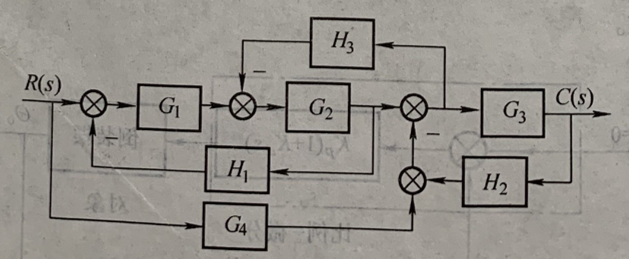 H₃
R(s)
G₁
−
G₂
G₃
C(s)
−
H₁
H₂
G₄